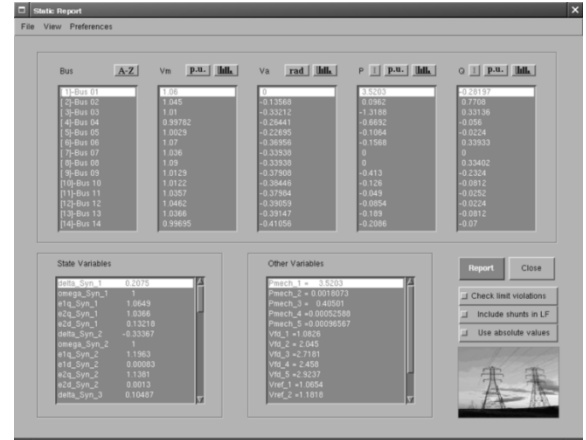 Static Report
File View Preferences
Bus A-Z Vm p.u. Va rad P I p.u. Q I p.u.
[ 1]-Bus 01 1.06 0 3.5203 -0.28197
[ 2]-Bus 02 1.045 -0.13568 0.0962 0.7708
[ 3]-Bus 03 1.01 -0.33212 -1.3188 0.33136
[ 4]-Bus 04 0.99782 -0.26441 -0.6692 -0.056
[ 5]-Bus 05 1.0029 -0.22695 -0.1064 -0.0224
[ 6]-Bus 06 1.07 -0.36956 -0.1568 0.33933
[ 7]-Bus 07 1.036 -0.33938 0 0
[ 8]-Bus 08 1.09 -0.33938 0 0.33402
[ 9]-Bus 09 1.0129 -0.37908 -0.413 -0.2324
[10]-Bus 10 1.0122 -0.38446 -0.126 -0.0812
[11]-Bus 11 1.0357 -0.37984 -0.049 -0.0252
[12]-Bus 12 1.0462 -0.39059 -0.0854 -0.0224
[13]-Bus 13 1.0366 -0.39147 -0.189 -0.0812
[14]-Bus 14 0.99695 -0.41056 -0.2086 -0.07
State Variables
delta_Syn_1 0.2075
omega_Syn_1 1
e1q_Syn_1 1.0649
e2q_Syn_1 1.0366
e2d_Syn_1 0.13218
delta_Syn_2 -0.33367
omega_Syn_2 1
e1q_Syn_2 1.1963
e1d_Syn_2 0.00083
e2q_Syn_2 1.1381
e2d_Syn_2 0.0013
delta_Syn_3 0.10487
Other Variables
Pmech_1 = 3.5203
Pmech_2 =0.0018073
Pmech_3 = 0.40501
Pmech_4 =0.00052588
Pmech_5 =0.00096567
Vfd_1 =1.0826
Vfd_2 =2.045
Vfd_3 =2.7181
Vfd_4 =2.458
Vfd_5 =2.9237
Vref_1 =1.0654
Vref_2 =1.1818
Report Close
Check limit violations
Include shunts in LF
Use absolute values